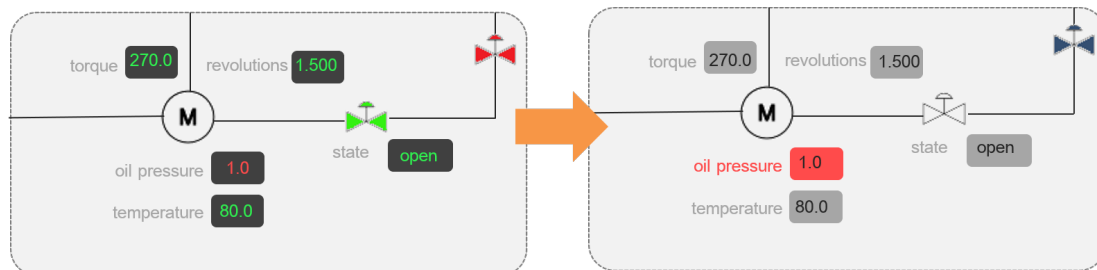 torque 270.0 revolutions 1.500
M
state open
oil pressure 1.0
temperature 80.0
torque 270.0 revolutions 1.500
M
state open
oil pressure 1.0
temperature 80.0